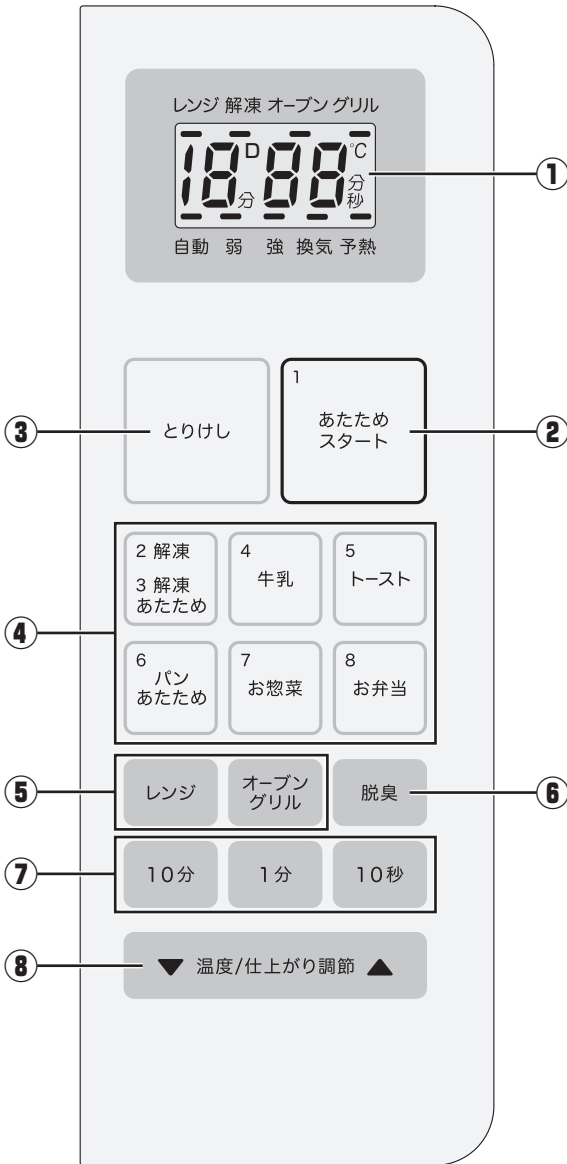 レンジ 解凍 オーブン グリル
18 D 88 ℃
分 分
秒
自動 弱 強 換気 予熱
①
③
とりけし
1
あたため
スタート
②
④
2 解凍
3 解凍
あたため
4
牛乳
5
トースト
6
パン
あたため
7
お惣菜
8
お弁当
⑤
レンジ
オーブン
グリル
脱臭
⑥
⑦
10分
1分
10秒
⑧
▼ 温度/仕上がり調節 ▲